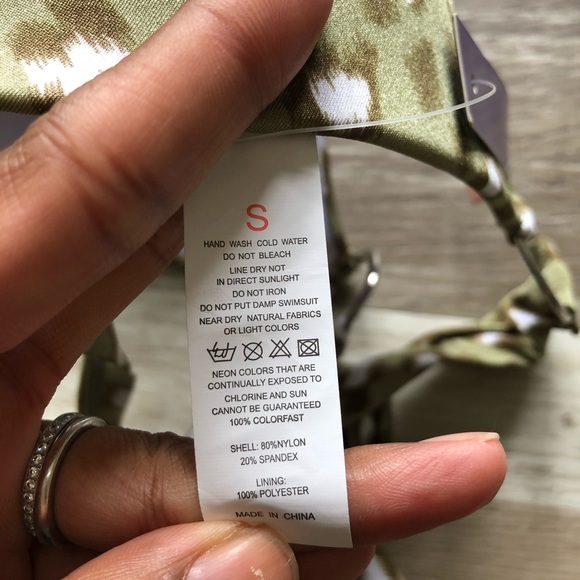 S
HAND WASH COLD WATER
DO NOT BLEACH
LINE DRY NOT
IN DIRECT SUNLIGHT
DO NOT IRON
DO NOT PUT DAMP SWIMSUIT
NEAR DRY NATURAL FABRICS
OR LIGHT COLORS
NEON COLORS THAT ARE
CONTINUALLY EXPOSED TO
CHLORINE AND SUN
CANNOT BE GUARANTEED
100% COLORFAST
SHELL: 80%NYLON
20% SPANDEX
LINING:
100% POLYESTER
MADE IN CHINA